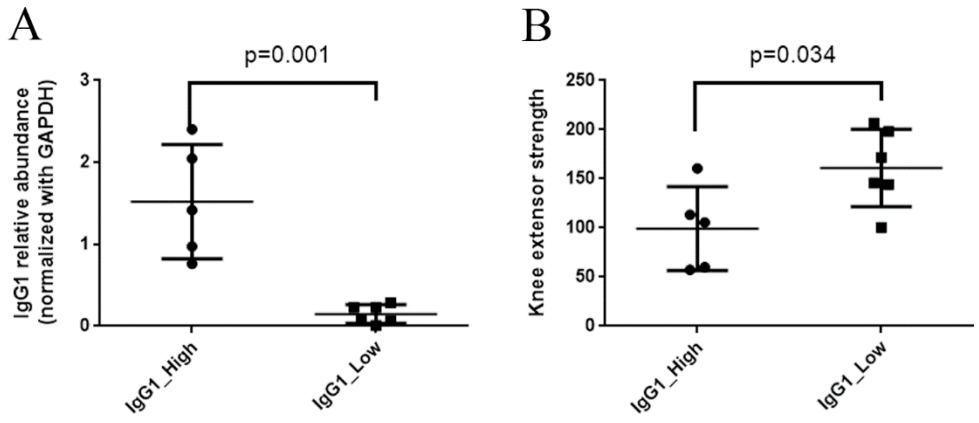 A
p=0.001
IgG1 relative abundance
(normalized with GAPDH)
3
2
1
0
IgG1_High
IgG1_Low
B
p=0.034
Knee extensor strength
250
200
150
100
50
0
IgG1_High
IgG1_Low